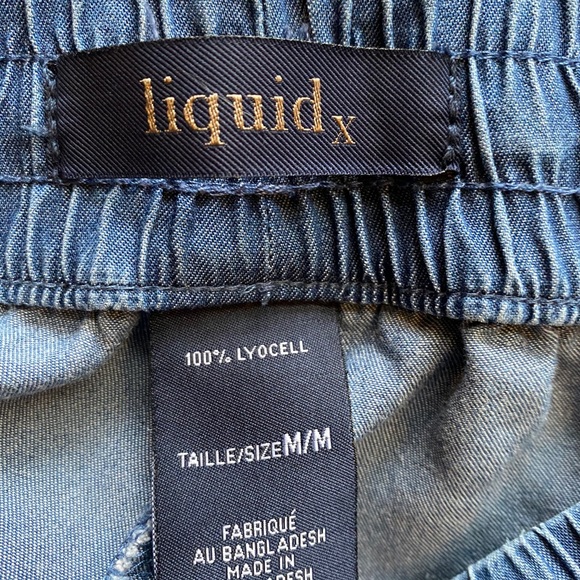 liquid x
100% LYOCELL
TAILLE/SIZE M/M
FABRIQUÉ
AU BANGLADESH
MADE IN